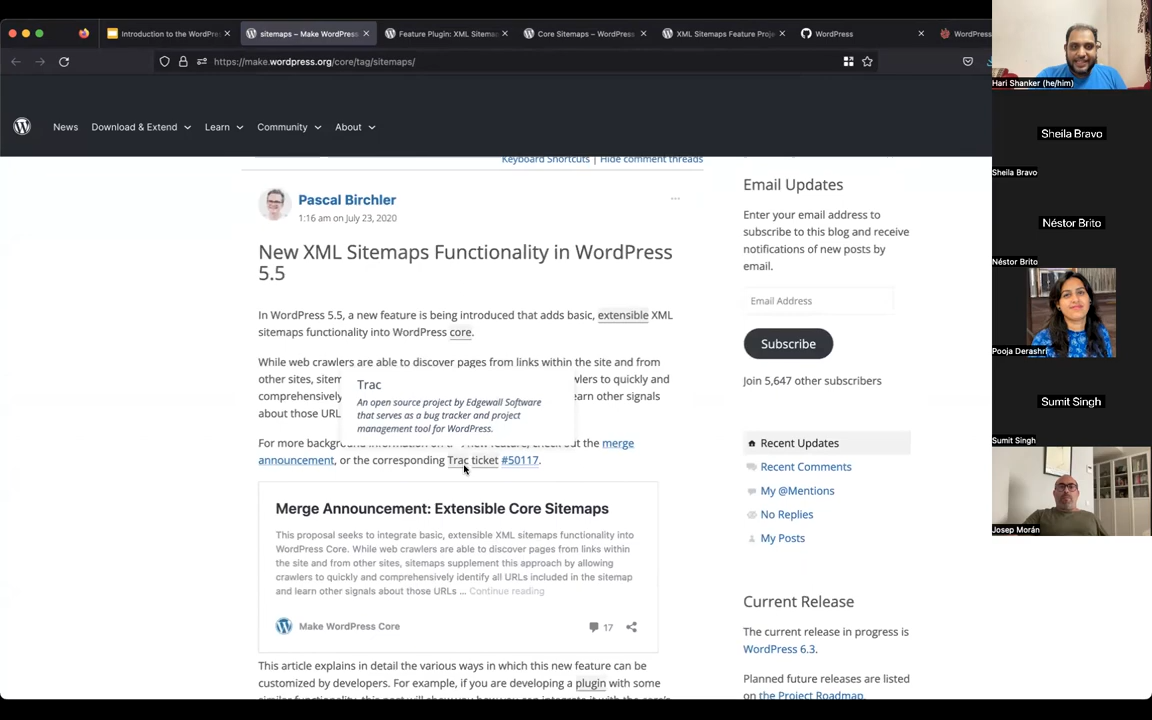 Introduction to the WordPre
sitemaps – Make WordPress
Feature Plugin: XML Sitema
Core Sitemaps – WordPress
XML Sitemaps Feature Proj
WordPress
WordPress
https://make.wordpress.org/core/tag/sitemaps/
News
Download & Extend
Learn
Community
About
Keyboard Shortcuts | Hide comment threads
Pascal Birchler
1:16 am on July 23, 2020
New XML Sitemaps Functionality in WordPress
5.5
In WordPress 5.5, a new feature is being introduced that adds basic, extensible XML
sitemaps functionality into WordPress core.
While web crawlers are able to discover pages from links within the site and from
other sites, sitem
wlers to quickly and
comprehensively
earn other signals
about those URL
Trac
An open source project by Edgewall Software
that serves as a bug tracker and project
management tool for WordPress.
For more background information on t
new feature, check out the merge
announcement, or the corresponding Trac ticket #50117.
Merge Announcement: Extensible Core Sitemaps
This proposal seeks to integrate basic, extensible XML sitemaps functionality into
WordPress Core. While web crawlers are able to discover pages from links within
the site and from other sites, sitemaps supplement this approach by allowing
crawlers to quickly and comprehensively identify all URLs included in the sitemap
and learn other signals about those URLs ... Continue reading
Make WordPress Core
17
This article explains in detail the various ways in which this new feature can be
customized by developers. For example, if you are developing a plugin with some
Email Updates
Enter your email address to
subscribe to this blog and receive
notifications of new posts by
email.
Email Address
Subscribe
Join 5,647 other subscribers
Recent Updates
Recent Comments
My @Mentions
No Replies
My Posts
Current Release
The current release in progress is
WordPress 6.3.
Planned future releases are listed
on the Project Roadmap.
Hari Shanker (he/him)
Sheila Bravo
Sheila Bravo
Néstor Brito
Néstor Brito
Pooja Derashri
Sumit Singh
Sumit Singh
Josep Morán